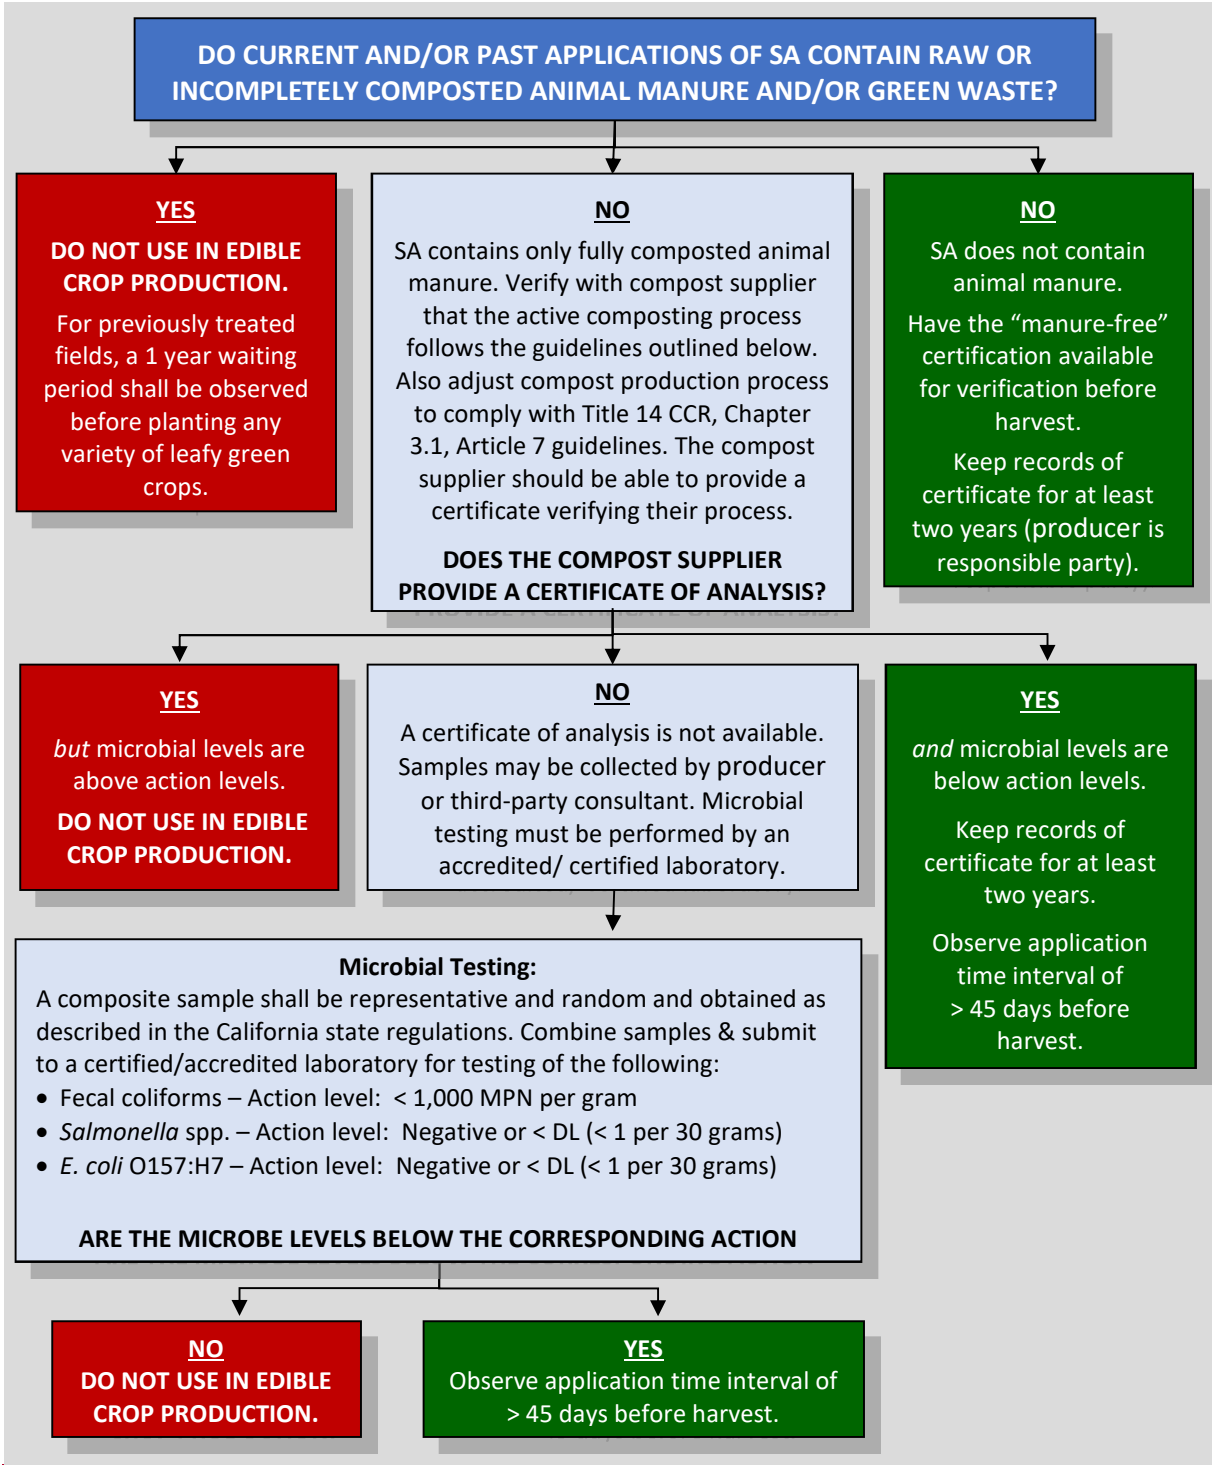 DO CURRENT AND/OR PAST APPLICATIONS OF SA CONTAIN RAW OR
INCOMPLETELY COMPOSTED ANIMAL MANURE AND/OR GREEN WASTE?
YES
DO NOT USE IN EDIBLE
CROP PRODUCTION.
For previously treated
fields, a 1 year waiting
period shall be observed
before planting any
variety of leafy green
crops.
NO
SA contains only fully composted animal
manure. Verify with compost supplier
that the active composting process
follows the guidelines outlined below.
Also adjust compost production process
to comply with Title 14 CCR, Chapter
3.1, Article 7 guidelines. The compost
supplier should be able to provide a
certificate verifying their process.
DOES THE COMPOST SUPPLIER
PROVIDE A CERTIFICATE OF ANALYSIS?
NO
SA does not contain
animal manure.
Have the “manure-free”
certification available
for verification before
harvest.
Keep records of
certificate for at least
two years (producer is
responsible party).
YES
but microbial levels are
above action levels.
DO NOT USE IN EDIBLE
CROP PRODUCTION.
NO
A certificate of analysis is not available.
Samples may be collected by producer
or third-party consultant. Microbial
testing must be performed by an
accredited/ certified laboratory.
YES
and microbial levels are
below action levels.
Keep records of
certificate for at least
two years.
Observe application
time interval of
> 45 days before
harvest.
Microbial Testing:
A composite sample shall be representative and random and obtained as
described in the California state regulations. Combine samples & submit
to a certified/accredited laboratory for testing of the following:
• Fecal coliforms – Action level: < 1,000 MPN per gram
• Salmonella spp. – Action level: Negative or < DL (< 1 per 30 grams)
• E. coli O157:H7 – Action level: Negative or < DL (< 1 per 30 grams)
ARE THE MICROBE LEVELS BELOW THE CORRESPONDING ACTION
NO
DO NOT USE IN EDIBLE
CROP PRODUCTION.
YES
Observe application time interval of
> 45 days before harvest.